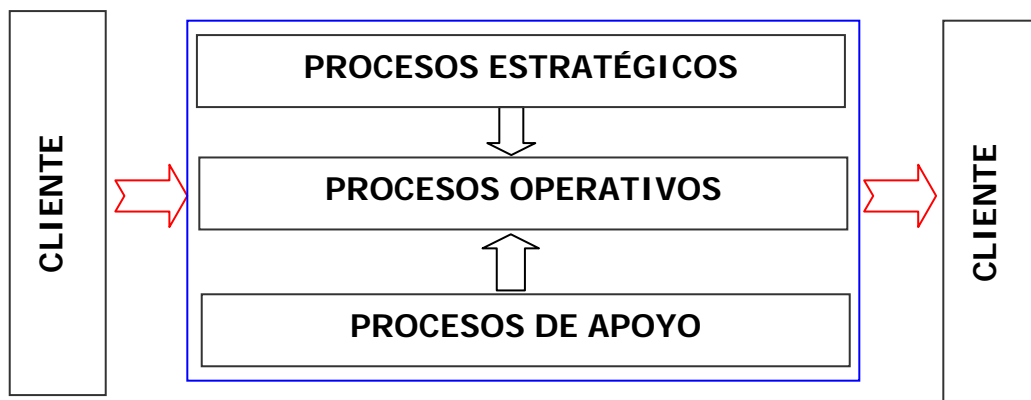 CLIENTE
PROCESOS ESTRATÉGICOS
PROCESOS OPERATIVOS
PROCESOS DE APOYO
CLIENTE